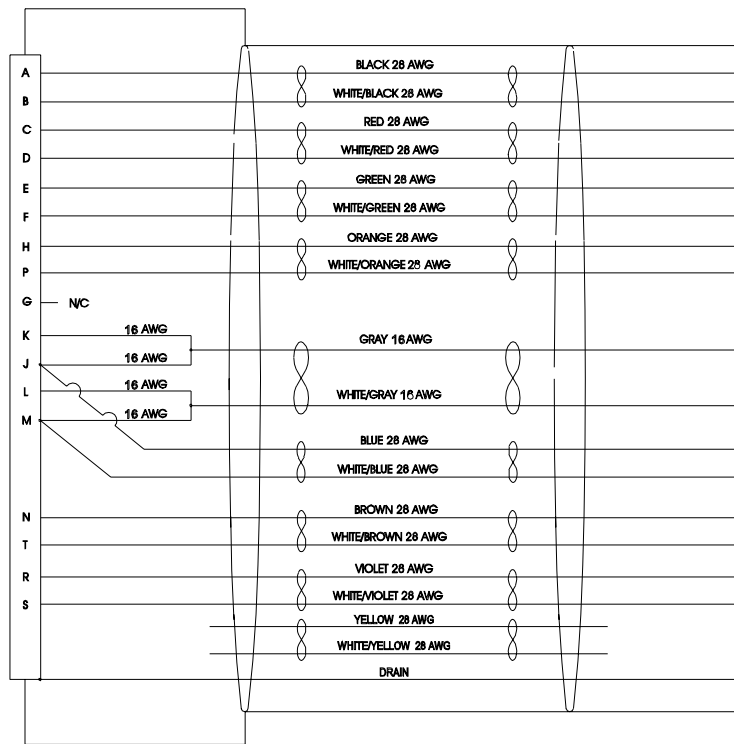 A BLACK 28 AWG
B WHITE/BLACK 28 AWG
C RED 28 AWG
D WHITE/RED 28 AWG
E GREEN 28 AWG
F WHITE/GREEN 28 AWG
H ORANGE 28 AWG
P WHITE/ORANGE 28 AWG
G N/C
K 16 AWG
GRAY 16 AWG
J 16 AWG
L 16 AWG
WHITE/GRAY 16 AWG
M 16 AWG
BLUE 28 AWG
WHITE/BLUE 28 AWG
N BROWN 28 AWG
T WHITE/BROWN 28 AWG
R VIOLET 28 AWG
S WHITE/VIOLET 28 AWG
YELLOW 28 AWG
WHITE/YELLOW 28 AWG
DRAIN